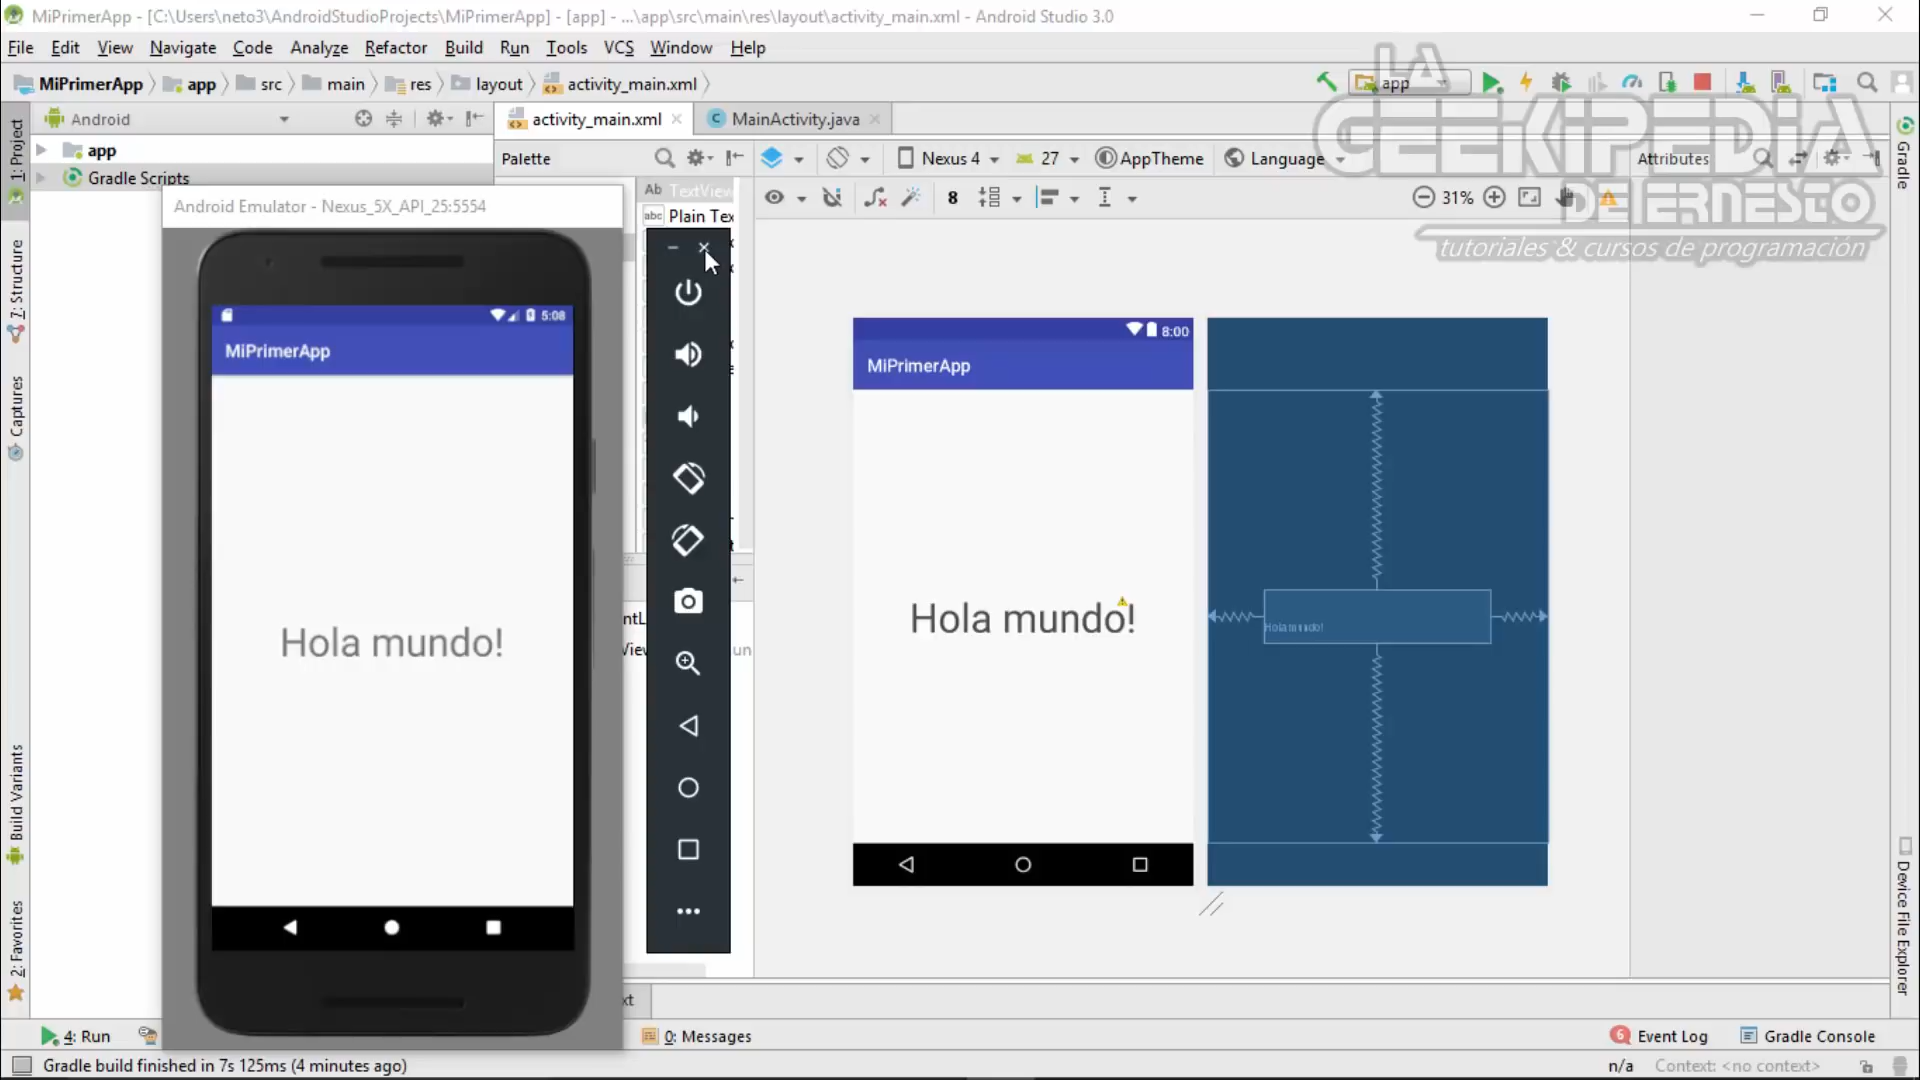 MiPrimerApp - [C:\Users\neto3\AndroidStudioProjects\MiPrimerApp] - [app] - ...\app\src\main\res\layout\activity_main.xml - Android Studio 3.0
File Edit View Navigate Code Analyze Refactor Build Run Tools VCS Window Help
MiPrimerApp app src main res layout activity_main.xml
app
LA
GEEKIPEDIA
DE ERNESTO
tutoriales & cursos de programación
1: Project
Android
activity_main.xml
MainActivity.java
app
Gradle Scripts
Palette
Nexus 4
27
AppTheme
Language
Attributes
Gradle
Ab TextView
abc Plain Tex
8
31%
Android Emulator - Nexus_5X_API_25:5554
7: Structure
Captures
Build Variants
2: Favorites
5:08
MiPrimerApp
Hola mundo!
8:00
MiPrimerApp
Hola mundo!
Hola mundo!
Device File Explorer
4: Run
0: Messages
6 Event Log
Gradle Console
Gradle build finished in 7s 125ms (4 minutes ago)
n/a
Context: <no context>